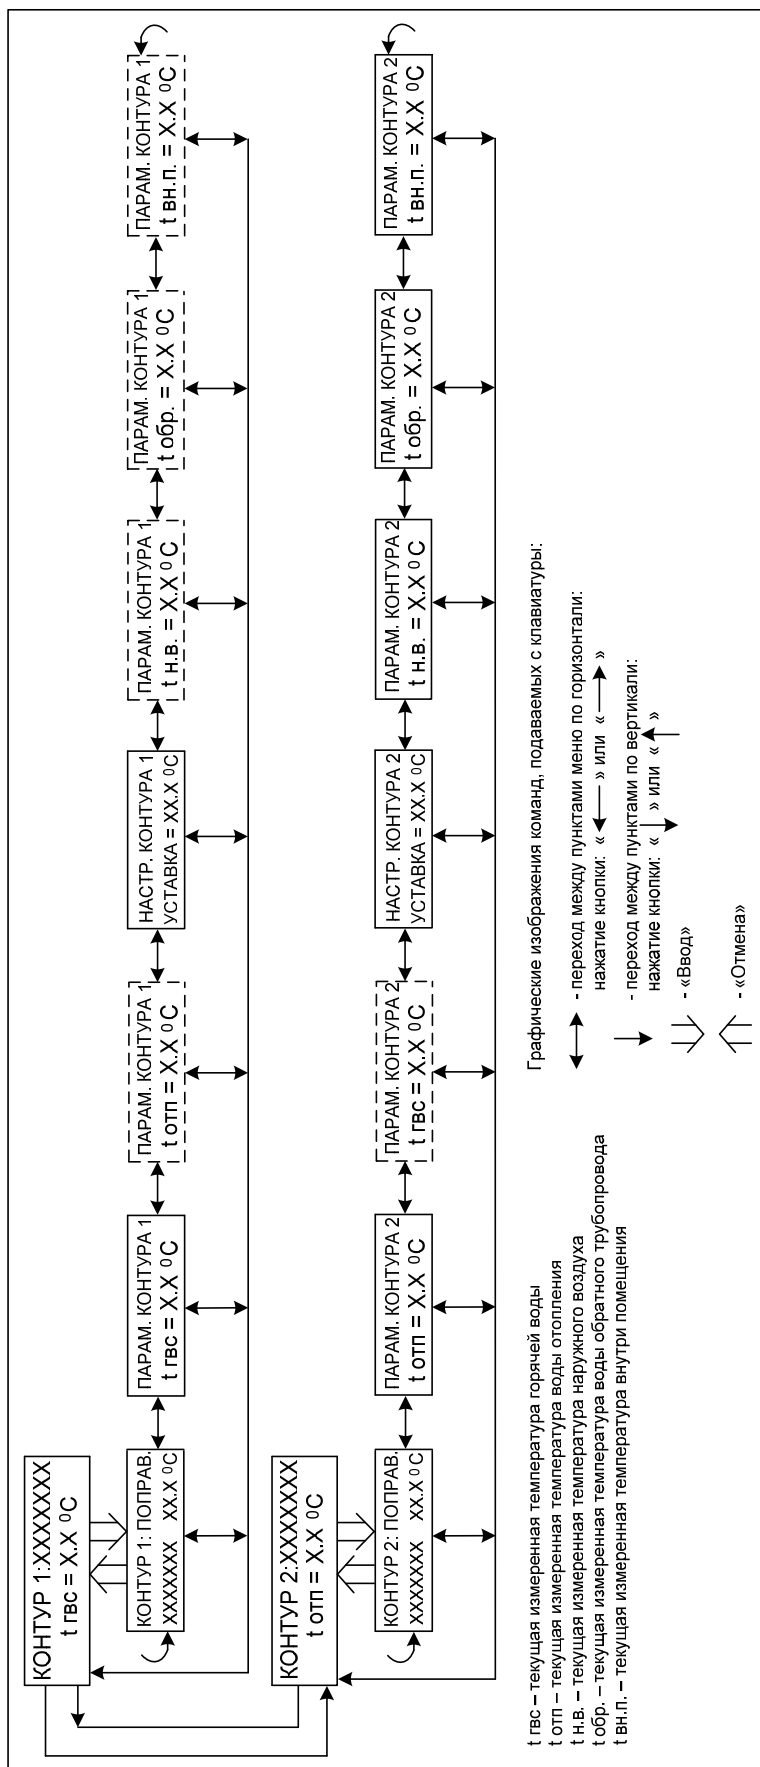 КОНТУР 1:XXXXXXXX
t гвс = X.X ⁰C
КОНТУР 1: ПОПРАВ.
XXXXXXX XX.X ⁰C
ПАРАМ. КОНТУРА 1
t гвс = X.X ⁰C
ПАРАМ. КОНТУРА 1
t отп = X.X ⁰C
НАСТР. КОНТУРА 1
УСТАВКА = XX.X ⁰C
ПАРАМ. КОНТУРА 1
t н.в. = X.X ⁰C
ПАРАМ. КОНТУРА 1
t обр. = X.X ⁰C
ПАРАМ. КОНТУРА 1
t вн.п. = X.X ⁰C
КОНТУР 2:XXXXXXXX
t отп = X.X ⁰C
КОНТУР 2: ПОПРАВ.
XXXXXXX XX.X ⁰C
ПАРАМ. КОНТУРА 2
t отп = X.X ⁰C
ПАРАМ. КОНТУРА 2
t гвс = X.X ⁰C
НАСТР. КОНТУРА 2
УСТАВКА = XX.X ⁰C
ПАРАМ. КОНТУРА 2
t н.в. = X.X ⁰C
ПАРАМ. КОНТУРА 2
t обр. = X.X ⁰C
ПАРАМ. КОНТУРА 2
t вн.п. = X.X ⁰C
t гвс – текущая измеренная температура горячей воды
t отп – текущая измеренная температура воды отопления
t н.в. – текущая измеренная температура наружного воздуха
t обр. – текущая измеренная температура воды обратного трубопровода
t вн.п. – текущая измеренная температура внутри помещения
Графические изображения команд, подаваемых с клавиатуры:
- переход между пунктами меню по горизонтали:
нажатие кнопки: « ← » или « → »
- переход между пунктами по вертикали:
нажатие кнопки: « ↓ » или « ↑ »
- «Ввод»
- «Отмена»